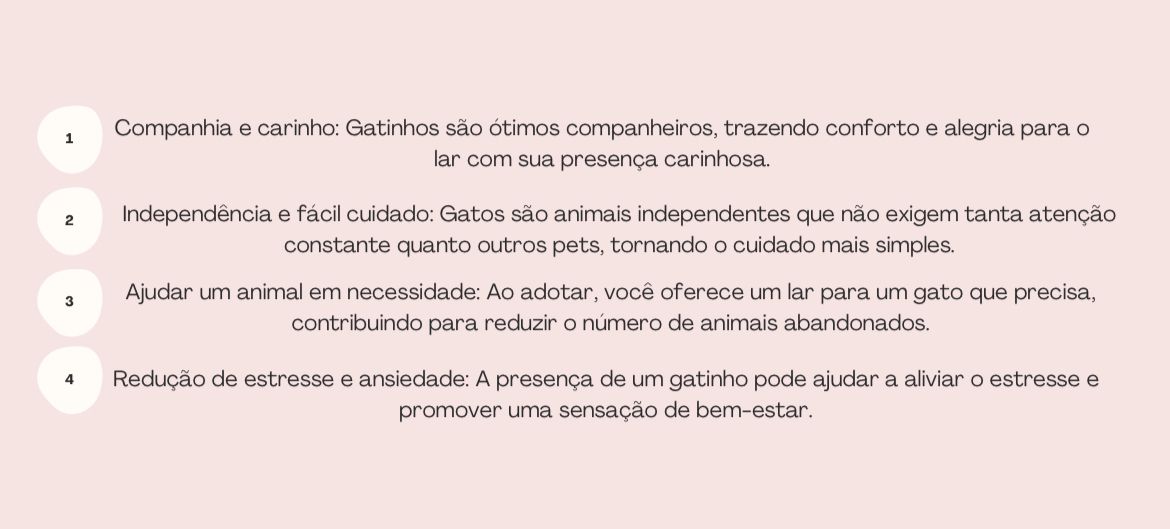 1
Companhia e carinho: Gatinhos são ótimos companheiros, trazendo conforto e alegria para o
lar com sua presença carinhosa.
2
Independência e fácil cuidado: Gatos são animais independentes que não exigem tanta atenção
constante quanto outros pets, tornando o cuidado mais simples.
3
Ajudar um animal em necessidade: Ao adotar, você oferece um lar para um gato que precisa,
contribuindo para reduzir o número de animais abandonados.
4
Redução de estresse e ansiedade: A presença de um gatinho pode ajudar a aliviar o estresse e
promover uma sensação de bem-estar.